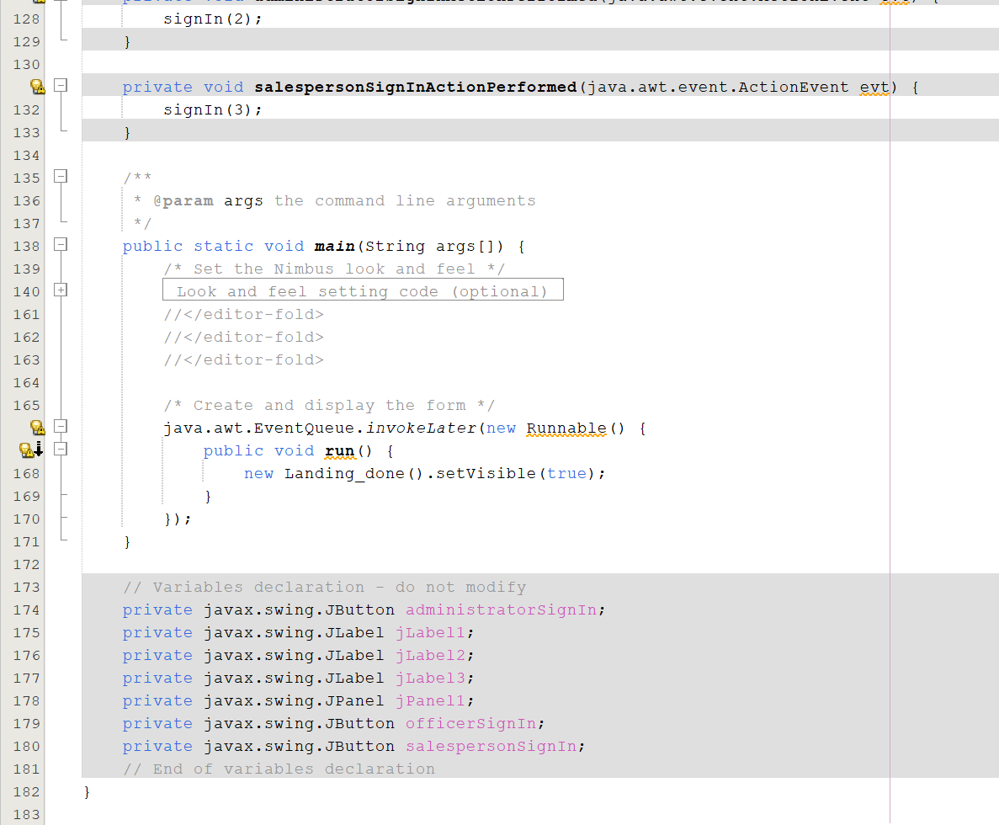 128 signIn(2);
129 }
130
private void salespersonSignInActionPerformed(java.awt.event.ActionEvent evt) {
132 signIn(3);
133 }
134
135 /**
136 * @param args the command line arguments
137 */
138 public static void main(String args[]) {
139 /* Set the Nimbus look and feel */
140 Look and feel setting code (optional)
161 //</editor-fold>
162 //</editor-fold>
163 //</editor-fold>
164
165 /* Create and display the form */
java.awt.EventQueue.invokeLater(new Runnable() {
public void run() {
168 new Landing_done().setVisible(true);
169 }
170 });
171 }
172
173 // Variables declaration - do not modify
174 private javax.swing.JButton administratorSignIn;
175 private javax.swing.JLabel jLabel1;
176 private javax.swing.JLabel jLabel2;
177 private javax.swing.JLabel jLabel3;
178 private javax.swing.JPanel jPanel1;
179 private javax.swing.JButton officerSignIn;
180 private javax.swing.JButton salespersonSignIn;
181 // End of variables declaration
182 }
183